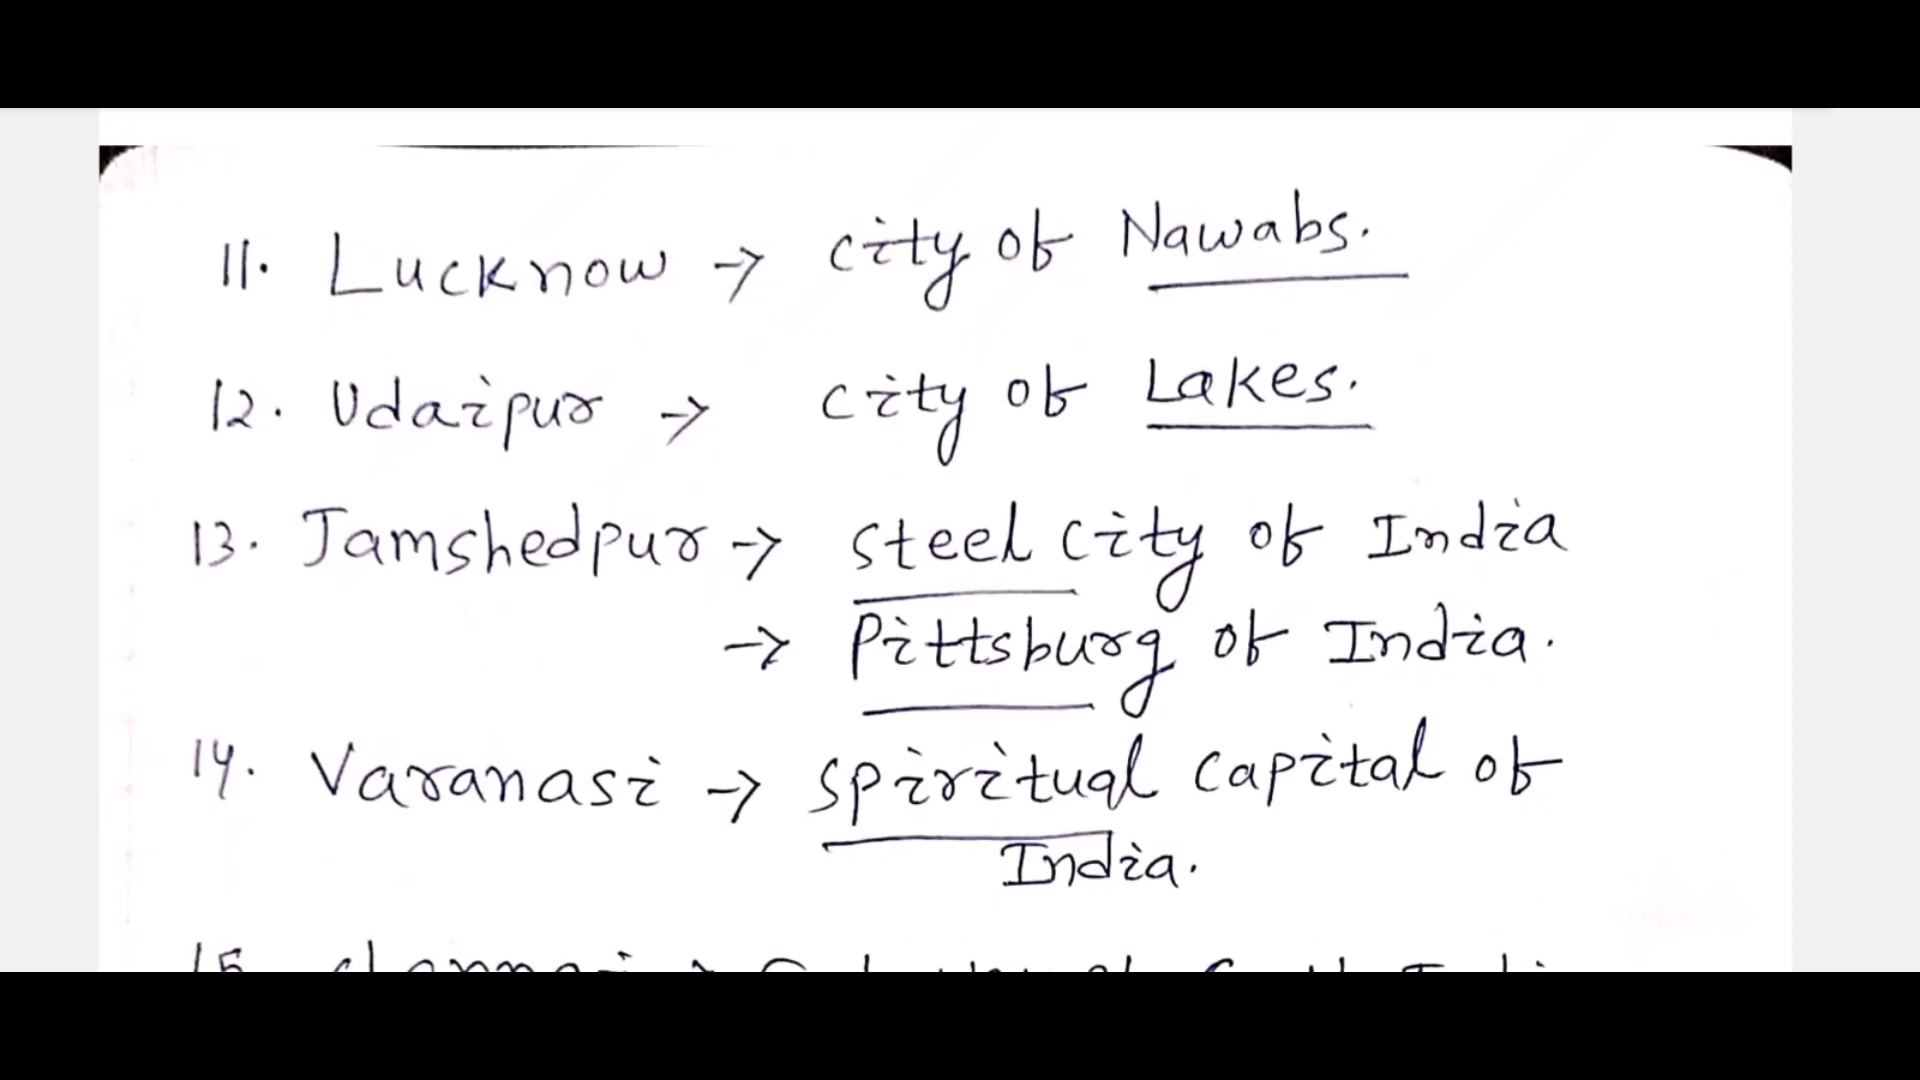 11. Lucknow → city of Nawabs.
12. Udaipur → city of Lakes.
13. Jamshedpur → steel city of India
→ Pittsburg of India.
14. Varanasi → spiritual capital of
India.
15.